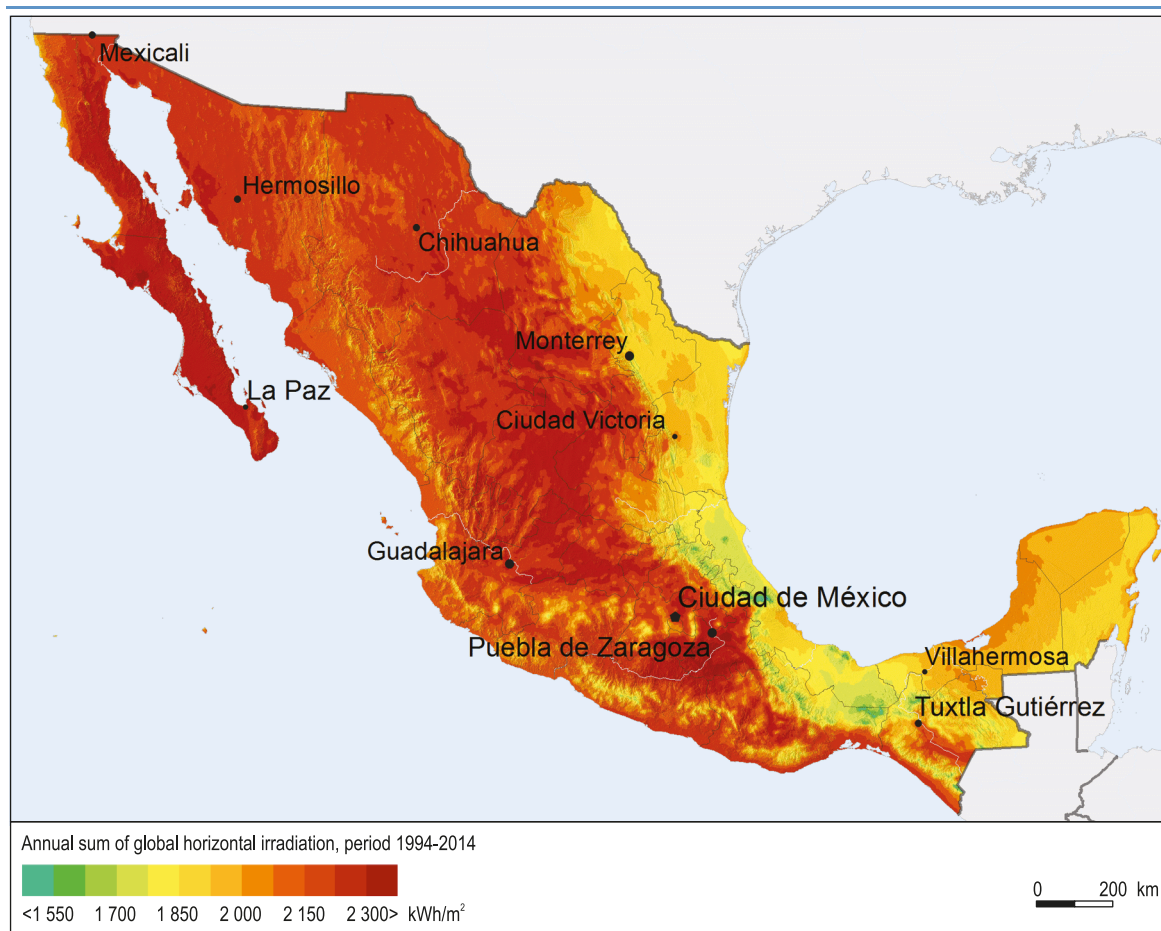 Mexicali
Hermosillo
Chihuahua
Monterrey
La Paz
Ciudad Victoria
Guadalajara
Ciudad de México
Puebla de Zaragoza
Villahermosa
Tuxtla Gutiérrez
Annual sum of global horizontal irradiation, period 1994-2014
<1 550 1 700 1 850 2 000 2 150 2 300> kWh/m²
0 200 km